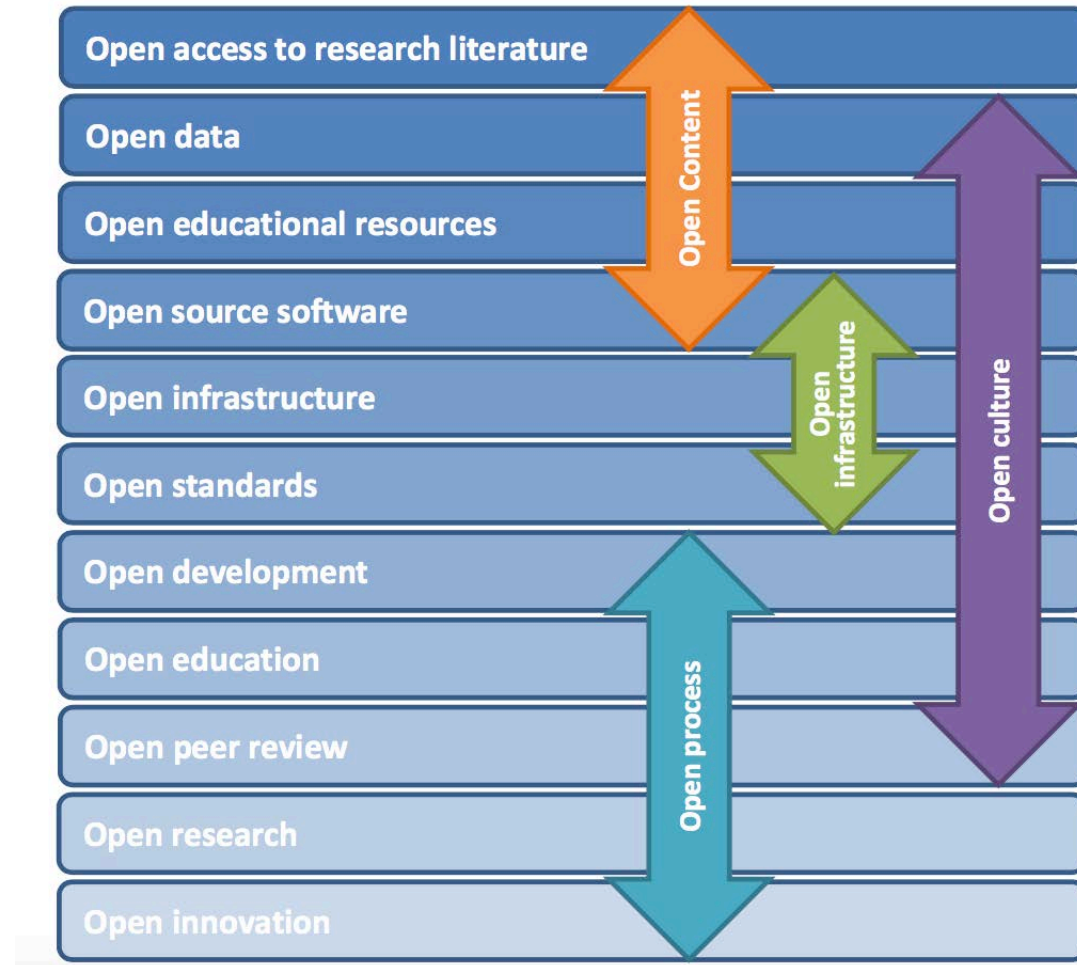 Open access to research literature
Open data
Open educational resources
Open source software
Open infrastructure
Open standards
Open development
Open education
Open peer review
Open research
Open innovation
Open Content
Open
infrastructure
Open culture
Open process